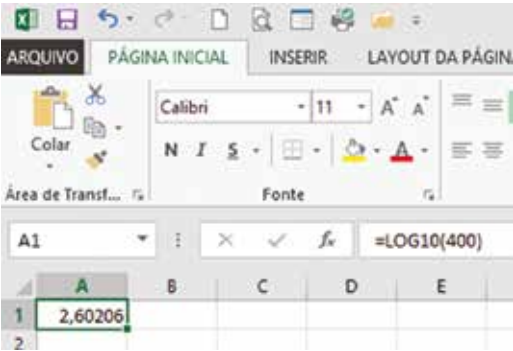 ARQUIVO PÁGINA INICIAL INSERIR LAYOUT DA PÁGINA
Calibri 11 A A
Colar
N I S A
Área de Transf... Fonte
A1 fx =LOG10(400)
A B C D E
1 2,60206
2